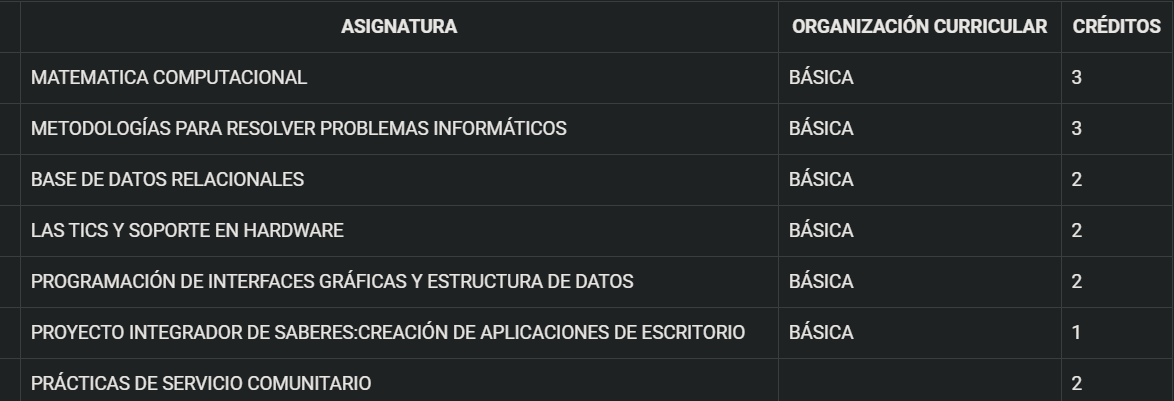 ASIGNATURA ORGANIZACIÓN CURRICULAR CRÉDITOS
MATEMATICA COMPUTACIONAL BÁSICA 3
METODOLOGÍAS PARA RESOLVER PROBLEMAS INFORMÁTICOS BÁSICA 3
BASE DE DATOS RELACIONALES BÁSICA 2
LAS TICS Y SOPORTE EN HARDWARE BÁSICA 2
PROGRAMACIÓN DE INTERFACES GRÁFICAS Y ESTRUCTURA DE DATOS BÁSICA 2
PROYECTO INTEGRADOR DE SABERES:CREACIÓN DE APLICACIONES DE ESCRITORIO BÁSICA 1
PRÁCTICAS DE SERVICIO COMUNITARIO 2